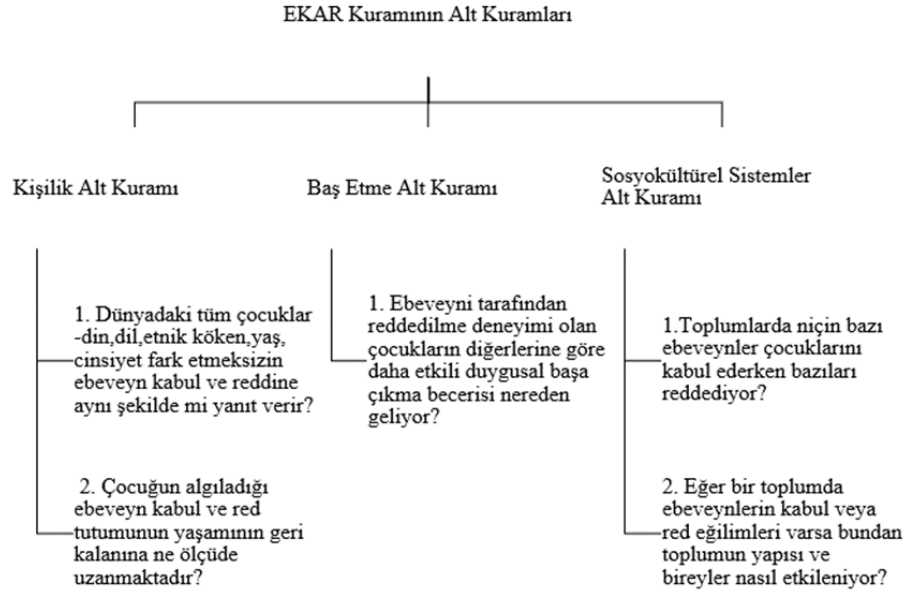 EKAR Kuramının Alt Kuramları
Kişilik Alt Kuramı
1. Dünyadaki tüm çocuklar
-din,dil,etnik köken,yaş,
cinsiyet fark etmeksizin
ebeveyn kabul ve reddine
aynı şekilde mi yanıt verir?
2. Çocuğun algıladığı
ebeveyn kabul ve red
tutumunun yaşamının geri
kalanına ne ölçüde
uzanmaktadır?
Baş Etme Alt Kuramı
1. Ebeveyni tarafından
reddedilme deneyimi olan
çocukların diğerlerine göre
daha etkili duygusal başa
çıkma becerisi nereden
geliyor?
Sosyokültürel Sistemler
Alt Kuramı
1.Toplumlarda niçin bazı
ebeveynler çocuklarını
kabul ederken bazıları
reddediyor?
2. Eğer bir toplumda
ebeveynlerin kabul veya
red eğilimleri varsa bundan
toplumun yapısı ve
bireyler nasıl etkileniyor?